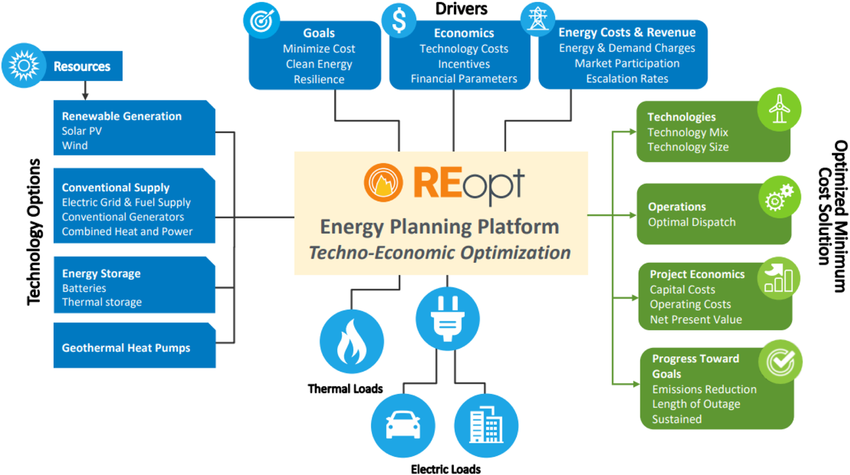 Drivers
Goals
Minimize Cost
Clean Energy
Resilience
Economics
Technology Costs
Incentives
Financial Parameters
Energy Costs & Revenue
Energy & Demand Charges
Market Participation
Escalation Rates
Resources
Technology Options
Renewable Generation
Solar PV
Wind
Conventional Supply
Electric Grid & Fuel Supply
Conventional Generators
Combined Heat and Power
Energy Storage
Batteries
Thermal storage
Geothermal Heat Pumps
REopt
Energy Planning Platform
Techno-Economic Optimization
Thermal Loads
Electric Loads
Optimized Minimum
Cost Solution
Technologies
Technology Mix
Technology Size
Operations
Optimal Dispatch
Project Economics
Capital Costs
Operating Costs
Net Present Value
Progress Toward
Goals
Emissions Reduction
Length of Outage
Sustained